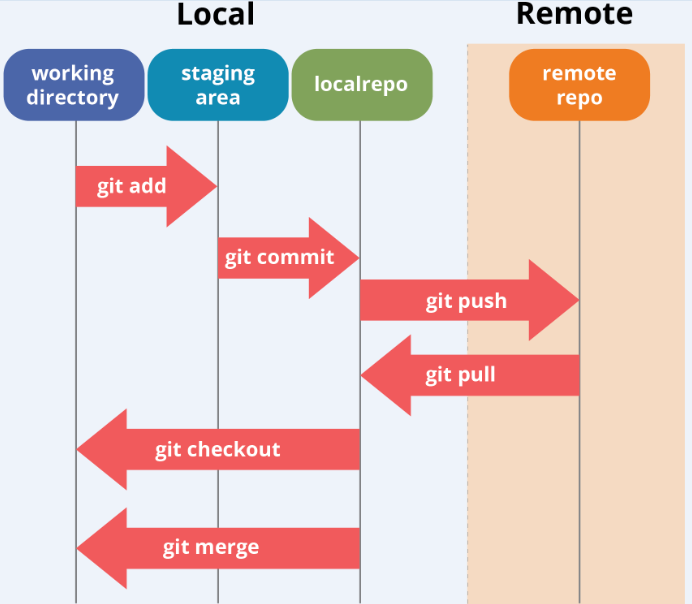 Local
Remote
working
directory
staging
area
localrepo
remote
repo
git add
git commit
git push
git pull
git checkout
git merge